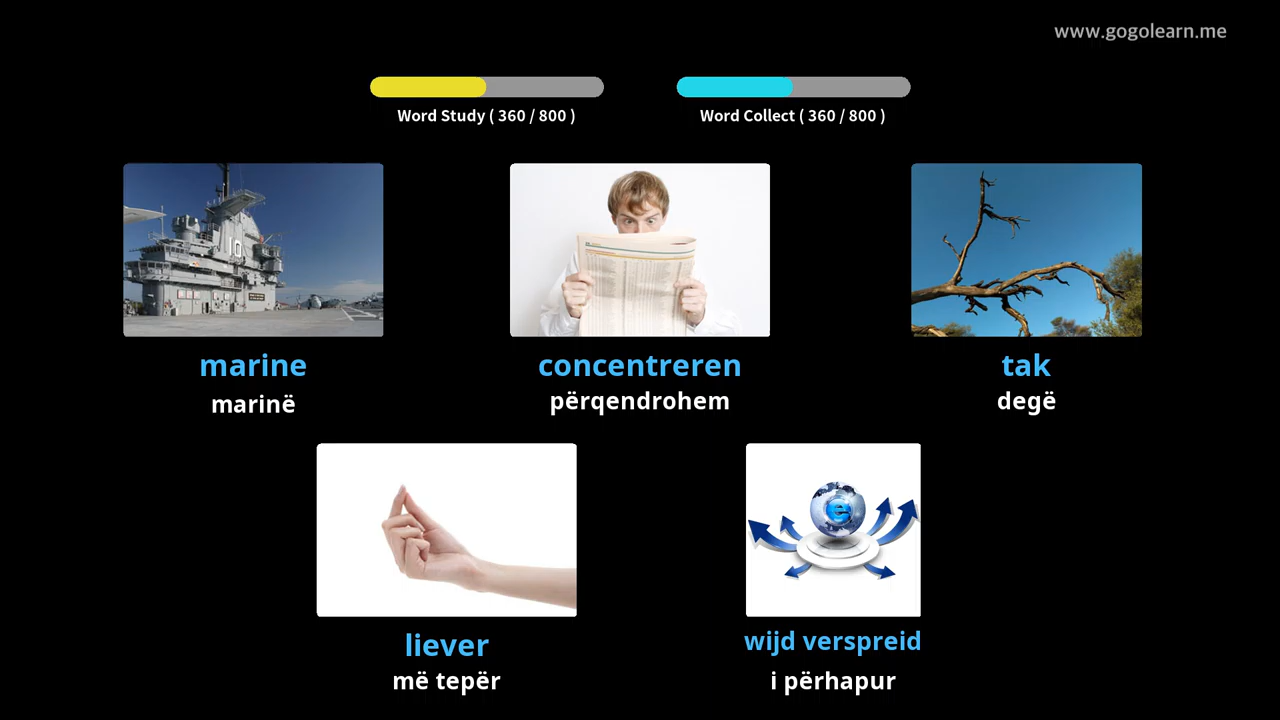 www.gogolearn.me
Word Study ( 360 / 800 )
Word Collect ( 360 / 800 )
10
marine
concentreren
tak
marinë
përqendrohem
degë
e
liever
wijd verspreid
më tepër
i përhapur